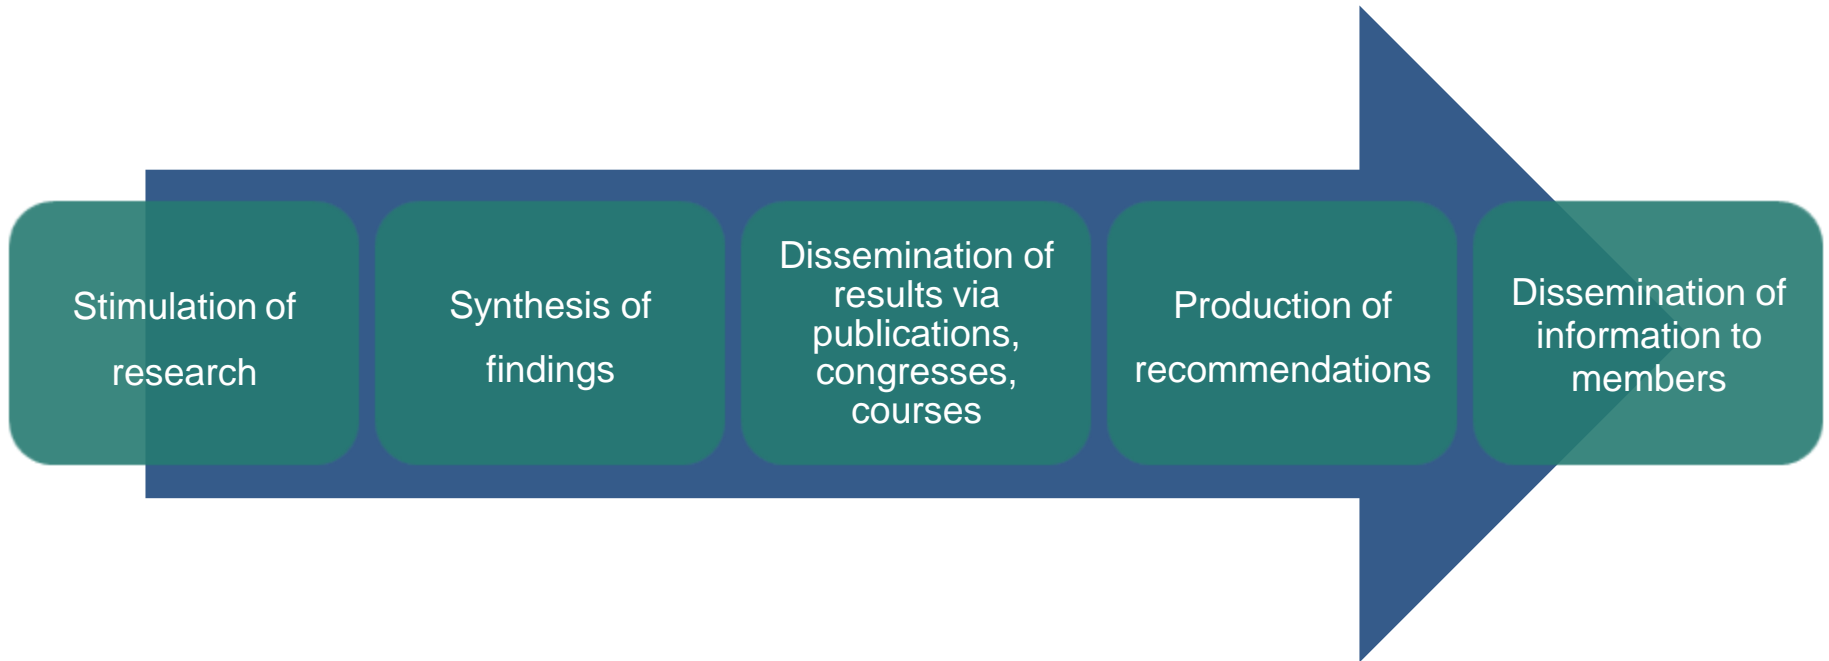 Stimulation of
research
Synthesis of
findings
Dissemination of
results via
publications,
congresses,
courses
Production of
recommendations
Dissemination of
information to
members